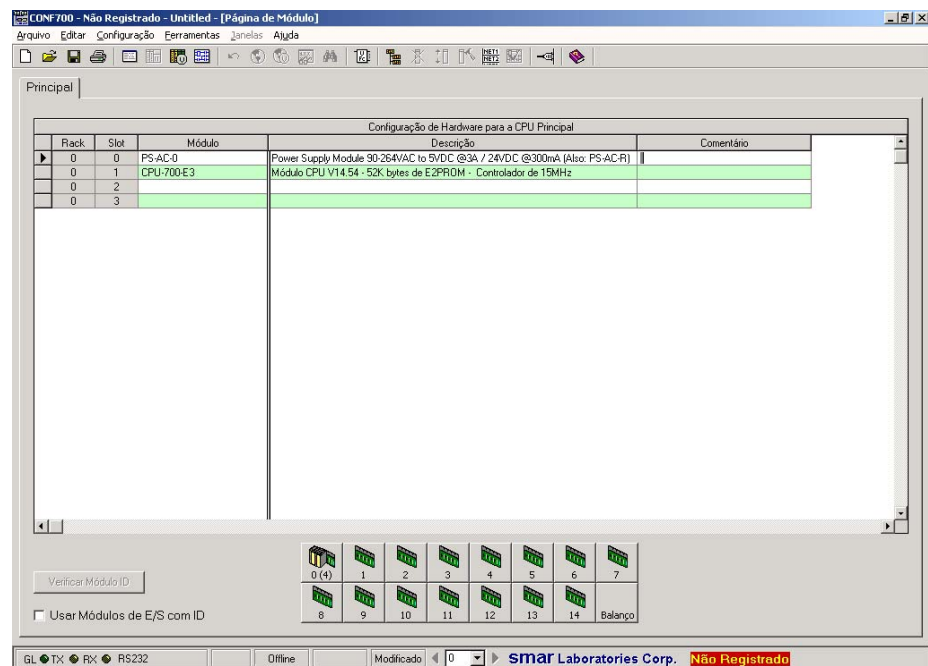 CONF700 - Não Registrado - Untitled - [Página de Módulo]
Arquivo Editar Configuração Ferramentas Janelas Ajuda
Principal
Configuração de Hardware para a CPU Principal
Rack Slot Módulo Descrição Comentário
0 0 PS-AC-0 Power Supply Module 90-264VAC to 5VDC @3A / 24VDC @300mA (Also: PS-AC-R)
0 1 CPU-700-E3 Módulo CPU V14.54 - 52K bytes de E2PROM - Controlador de 15MHz
0 2
0 3
Verificar Módulo ID
Usar Módulos de E/S com ID
0 (4) 1 2 3 4 5 6 7
8 9 10 11 12 13 14 Balanço
GL TX RX RS232 Offline Modificado 0 smar Laboratories Corp. Não Registrado